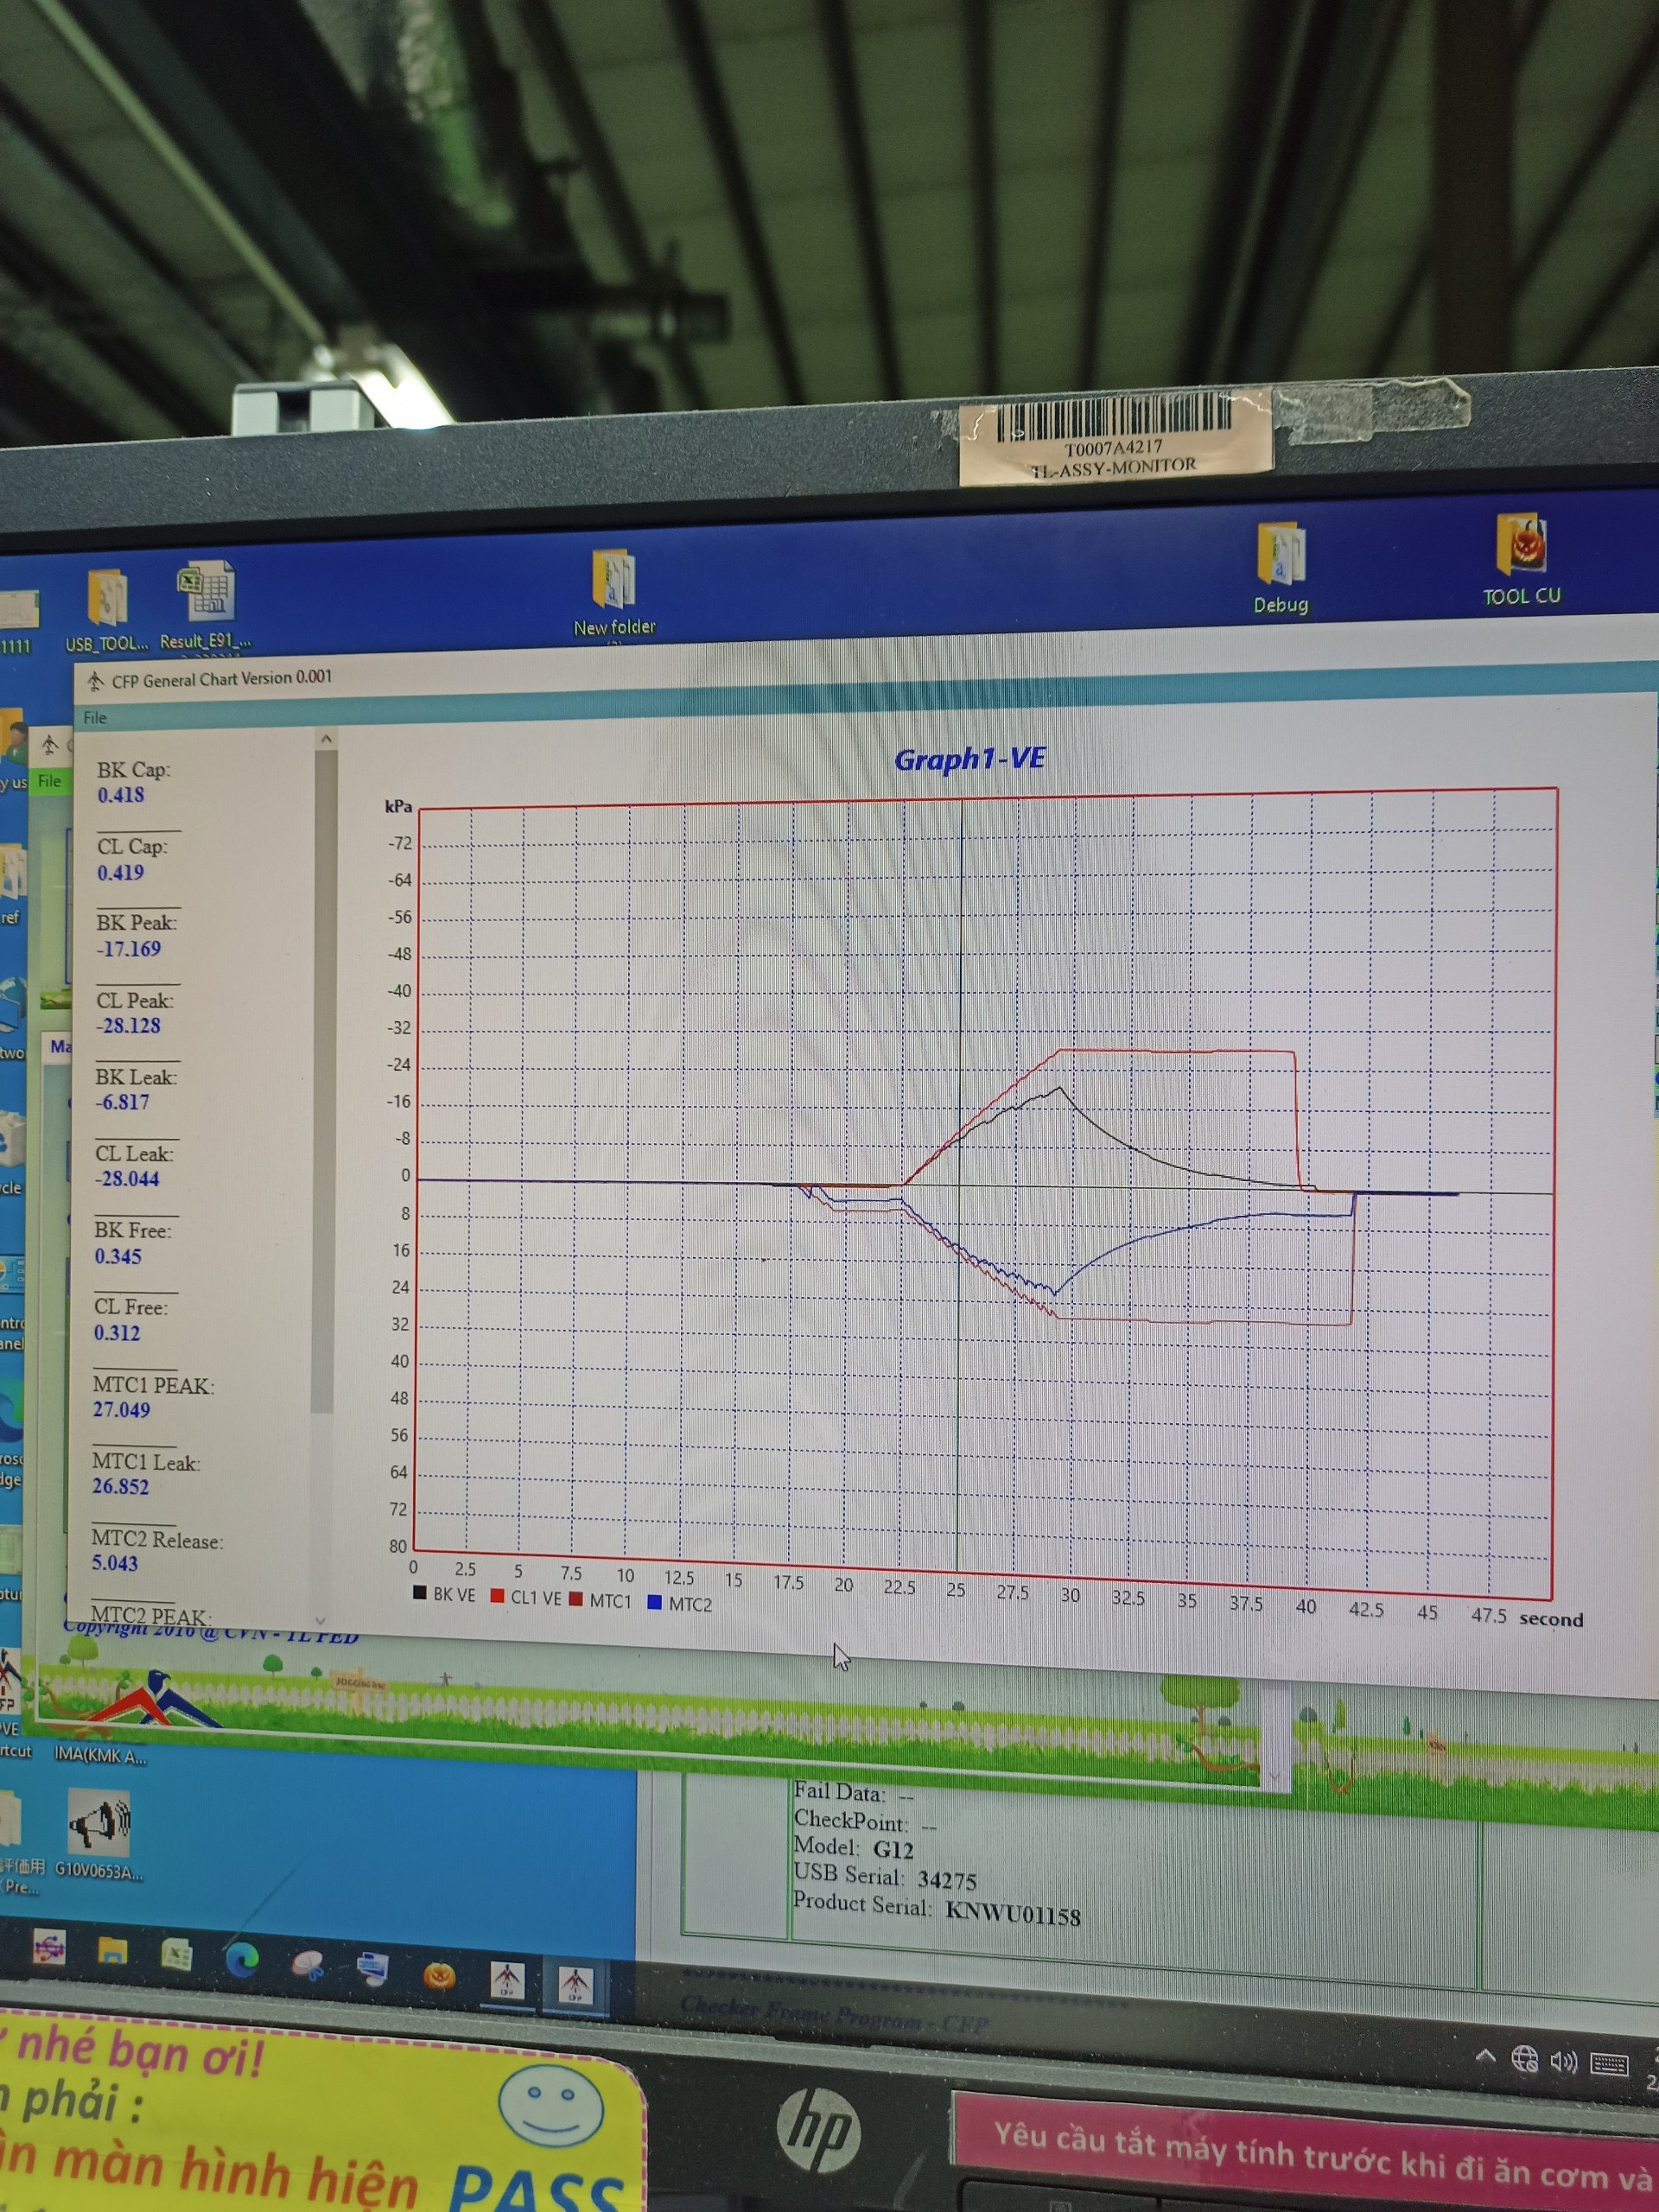 T0007A4217
TL-ASSY-MONITOR
1111
USB_TOOL...
Result_E91_...
New folder
Debug
TOOL CU
CFP General Chart Version 0.001
File
File
BK Cap:
0.418
CL Cap:
0.419
BK Peak:
-17.169
CL Peak:
-28.128
BK Leak:
-6.817
CL Leak:
-28.044
BK Free:
0.345
CL Free:
0.312
MTC1 PEAK:
27.049
MTC1 Leak:
26.852
MTC2 Release:
5.043
MTC2 PEAK:
Graph1-VE
kPa
-72
-64
-56
-48
-40
-32
-24
-16
-8
0
8
16
24
32
40
48
56
64
72
80
0 2.5 5 7.5 10 12.5 15 17.5 20 22.5 25 27.5 30 32.5 35 37.5 40 42.5 45 47.5 second
BK VE CL1 VE MTC1 MTC2
Copyright 2016 @ CVN - TL PED
IMA(KMK A...
G10V0653A...
評価用
(Pre...
Fail Data: --
CheckPoint: --
Model: G12
USB Serial: 34275
Product Serial: KNWU01158
Checker Frame Program - CFP
nhé bạn ơi!
phải :
màn hình hiện PASS
hp
Yêu cầu tắt máy tính trước khi đi ăn cơm và